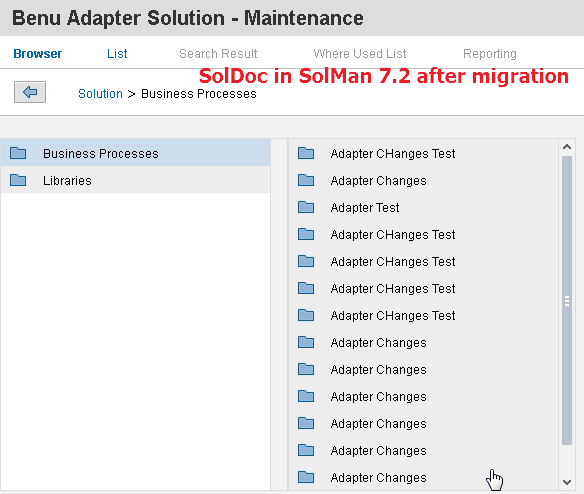 Benu Adapter Solution - Maintenance
Browser List Search Result Where Used List Reporting
SolDoc in SolMan 7.2 after migration
Solution > Business Processes
Business Processes
Libraries
Adapter CHanges Test
Adapter Changes
Adapter Test
Adapter CHanges Test
Adapter CHanges Test
Adapter CHanges Test
Adapter CHanges Test
Adapter Changes
Adapter Changes
Adapter Changes
Adapter Changes
Adapter Changes
Adapter Changes